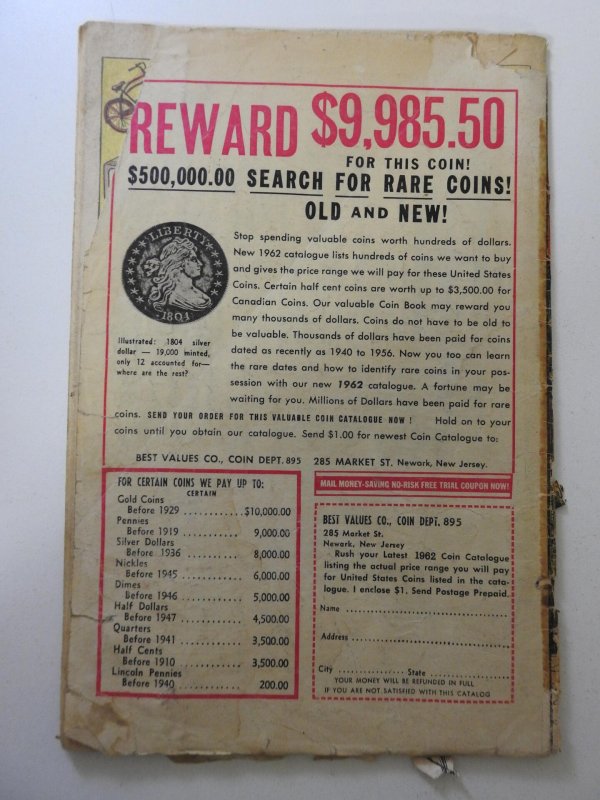 REWARD $9,985.50
FOR THIS COIN!
$500,000.00 SEARCH FOR RARE COINS!
OLD AND NEW!
LIBERTY
1804
Illustrated: 1804 silver
dollar — 19,000 minted,
only 12 accounted for—
where are the rest?
Stop spending valuable coins worth hundreds of dollars.
New 1962 catalogue lists hundreds of coins we want to buy
and gives the price range we will pay for these United States
Coins. Certain half cent coins are worth up to $3,500.00 for
Canadian Coins. Our valuable Coin Book may reward you
many thousands of dollars. Coins do not have to be old to
be valuable. Thousands of dollars have been paid for coins
dated as recently as 1940 to 1956. Now you too can learn
the rare dates and how to identify rare coins in your pos-
session with our new 1962 catalogue. A fortune may be
waiting for you. Millions of Dollars have been paid for rare
coins. SEND YOUR ORDER FOR THIS VALUABLE COIN CATALOGUE NOW ! Hold on to your
coins until you obtain our catalogue. Send $1.00 for newest Coin Catalogue to:
BEST VALUES CO., COIN DEPT. 895 285 MARKET ST. Nework, New Jersey.
FOR CERTAIN COINS WE PAY UP TO:
CERTAIN
Gold Coins
Before 1929 ............$10,000.00
Pennies
Before 1919 ............ 9,000.00
Silver Dollars
Before 1936 ............ 8,000.00
Nickles
Before 1945 ............ 6,000.00
Dimes
Before 1946 ............ 5,000.00
Half Dollars
Before 1947 ............ 4,500.00
Quarters
Before 1941 ............ 3,500.00
Half Cents
Before 1910 ............ 3,500.00
Lincoln Pennies
Before 1940 ............ 200.00
MAIL MONEY-SAVING NO-RISK FREE TRIAL COUPON NOW!
BEST VALUES CO., COIN DEPT. 895
285 Market St.
Newark, New Jersey
Rush your Latest 1962 Coin Catalogue
listing the actual price range you will pay
for United States Coins listed in the cata-
logue. I enclose $1. Send Postage Prepaid.
Name
Address
City ................ State
YOUR MONEY WILL BE REFUNDED IN FULL
IF YOU ARE NOT SATISFIED WITH THIS CATALOG